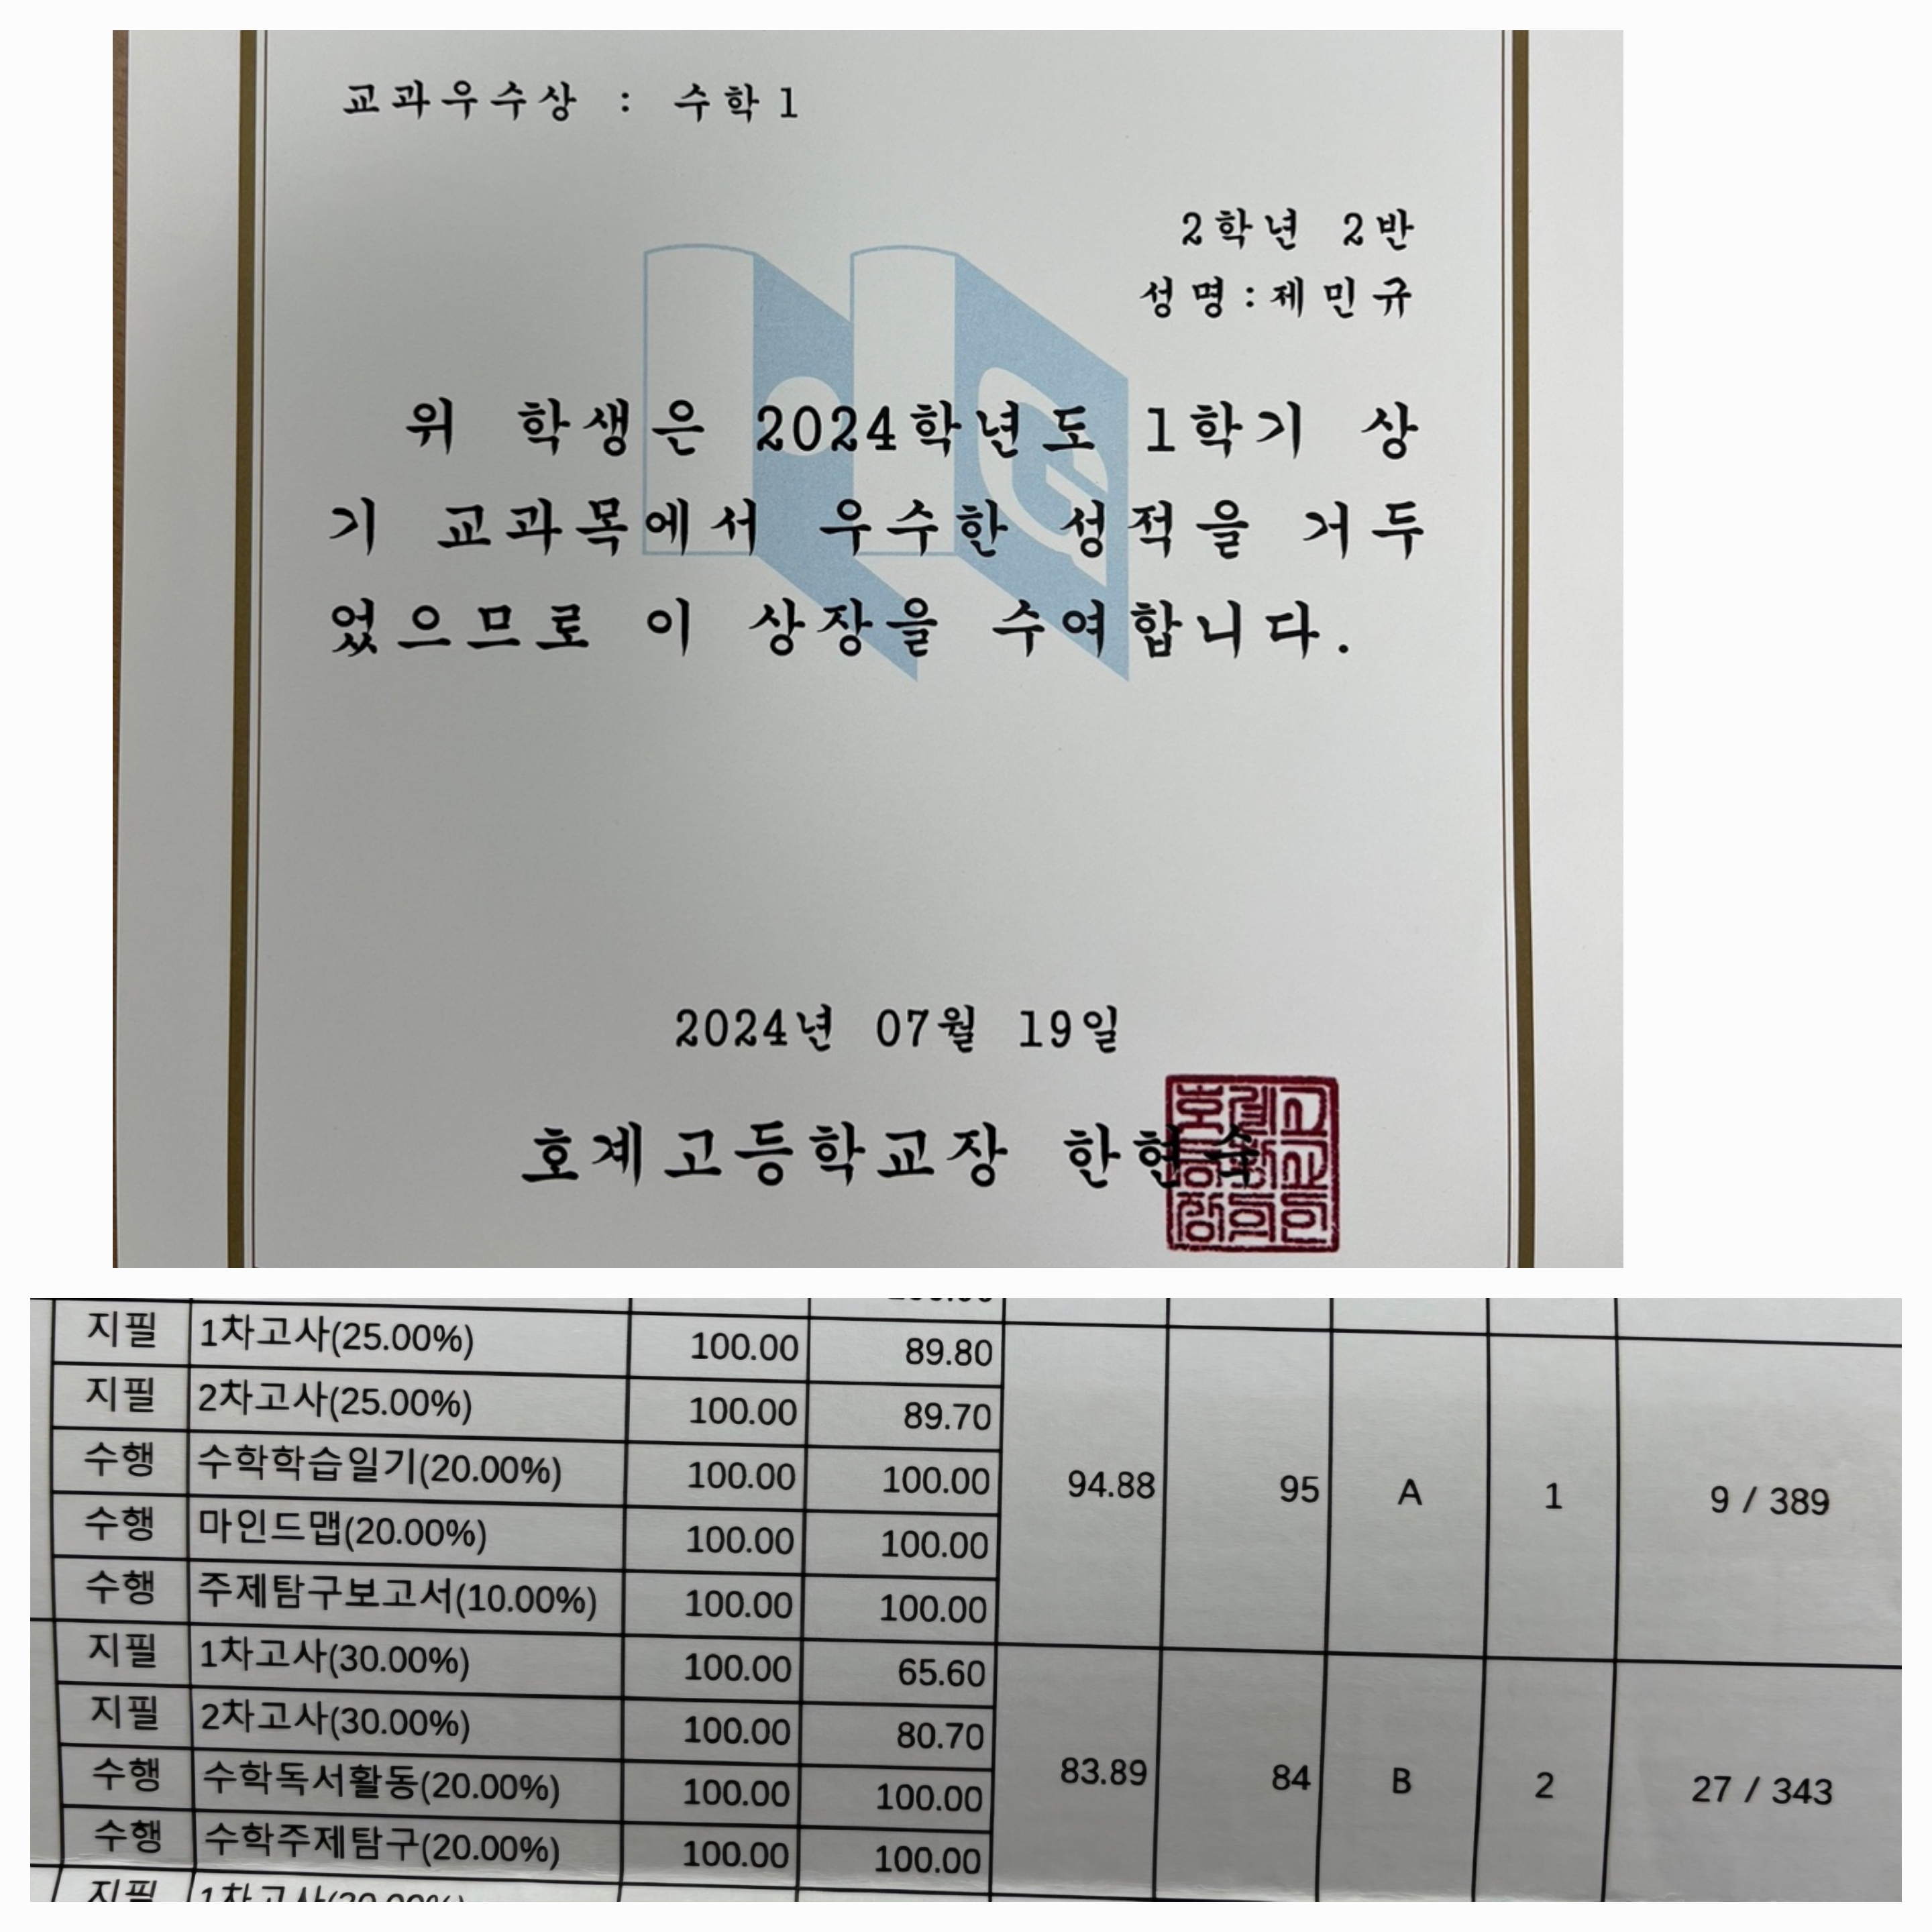 교과우수상 : 수학1
2학년 2반
성명:제민규
위 학생은 2024학년도 1학기 상
기 교과목에서 우수한 성적을 거두
었으므로 이 상장을 수여합니다.
2024년 07월 19일
호계고등학교장 한현숙
지필 1차고사(25.00%) 100.00 89.80
지필 2차고사(25.00%) 100.00 89.70
수행 수학학습일기(20.00%) 100.00 100.00 94.88 95 A 1 9 / 389
수행 마인드맵(20.00%) 100.00 100.00
수행 주제탐구보고서(10.00%) 100.00 100.00
지필 1차고사(30.00%) 100.00 65.60
지필 2차고사(30.00%) 100.00 80.70
수행 수학독서활동(20.00%) 100.00 100.00 83.89 84 B 2 27 / 343
수행 수학주제탐구(20.00%) 100.00 100.00
지필 1차고사(30.00%)